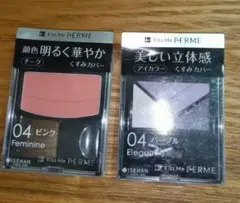 Kiss Me FERME
顔色明るく華やか
チーク くすみカバー
04 ピンク
Feminine
ISEHAN
Kiss Me FERME
Kiss Me FERME
美しい立体感
アイカラー くすみカバー
04 パープル
Elegant
ISEHAN
Kiss Me FERME